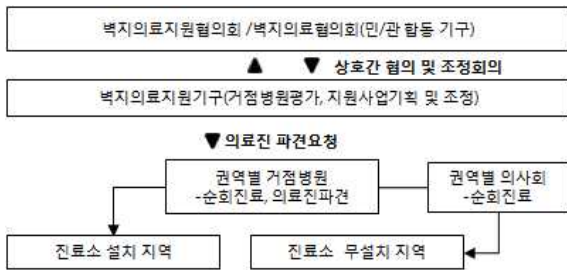 벽지의료지원협의회 /벽지의료협의회(민/관 합동 기구)
▲ ▼ 상호간 협의 및 조정회의
벽지의료지원기구(거점병원평가, 지원사업기획 및 조정)
▼의료진 파견요청
권역별 거점병원
-순회진료, 의료진파견
권역별 의사회
-순회진료
진료소 설치 지역
진료소 무설치 지역